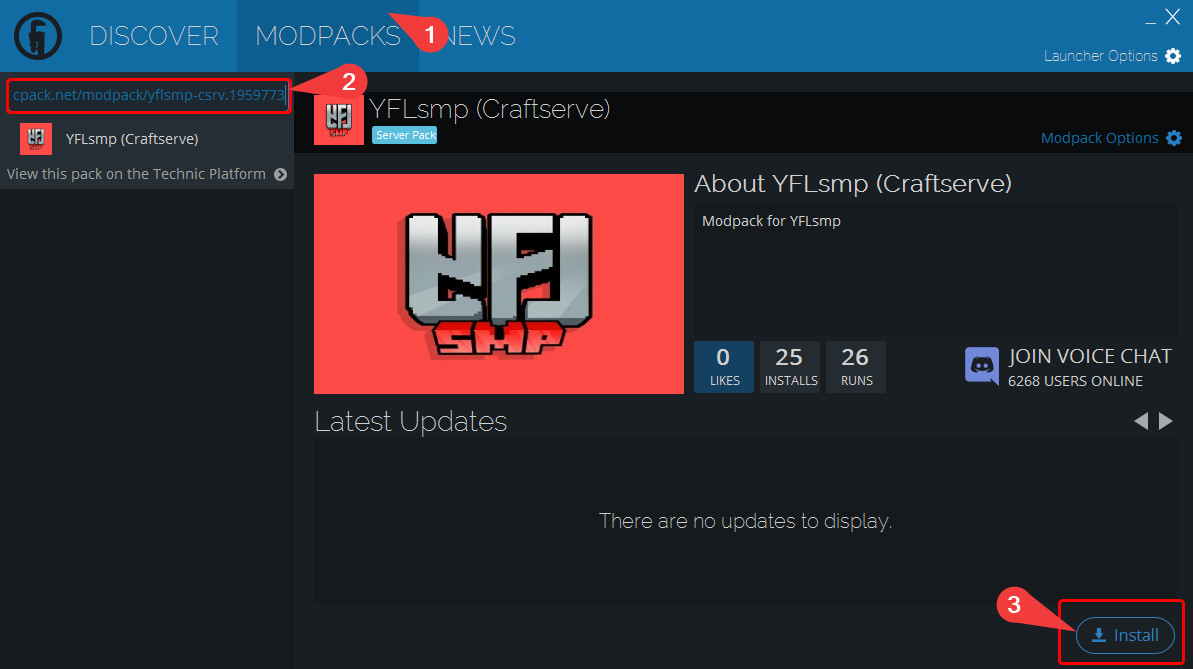 DISCOVER
MODPACKS
1
NEWS
Launcher Options
cpack.net/modpack/yflsmp-csrv.1959773
2
YFLsmp (Craftserve)
View this pack on the Technic Platform
YFLsmp (Craftserve)
Server Pack
Modpack Options
YFL
SMP
About YFLsmp (Craftserve)
Modpack for YFLsmp
0
LIKES
25
INSTALLS
26
RUNS
JOIN VOICE CHAT
6268 USERS ONLINE
Latest Updates
There are no updates to display.
3
Install